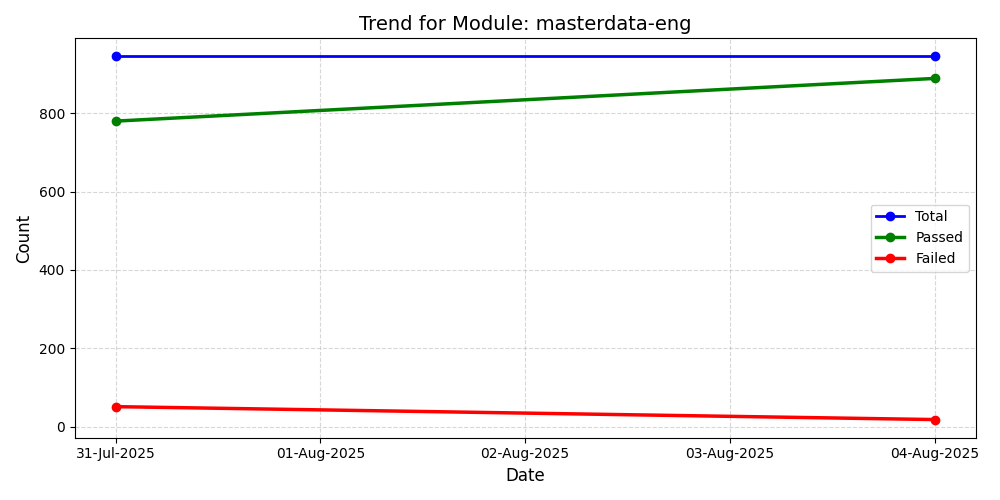 Trend for Module: masterdata-eng
Count
800
600
400
200
0
Total
Passed
Failed
31-Jul-2025
01-Aug-2025
02-Aug-2025
03-Aug-2025
04-Aug-2025
Date